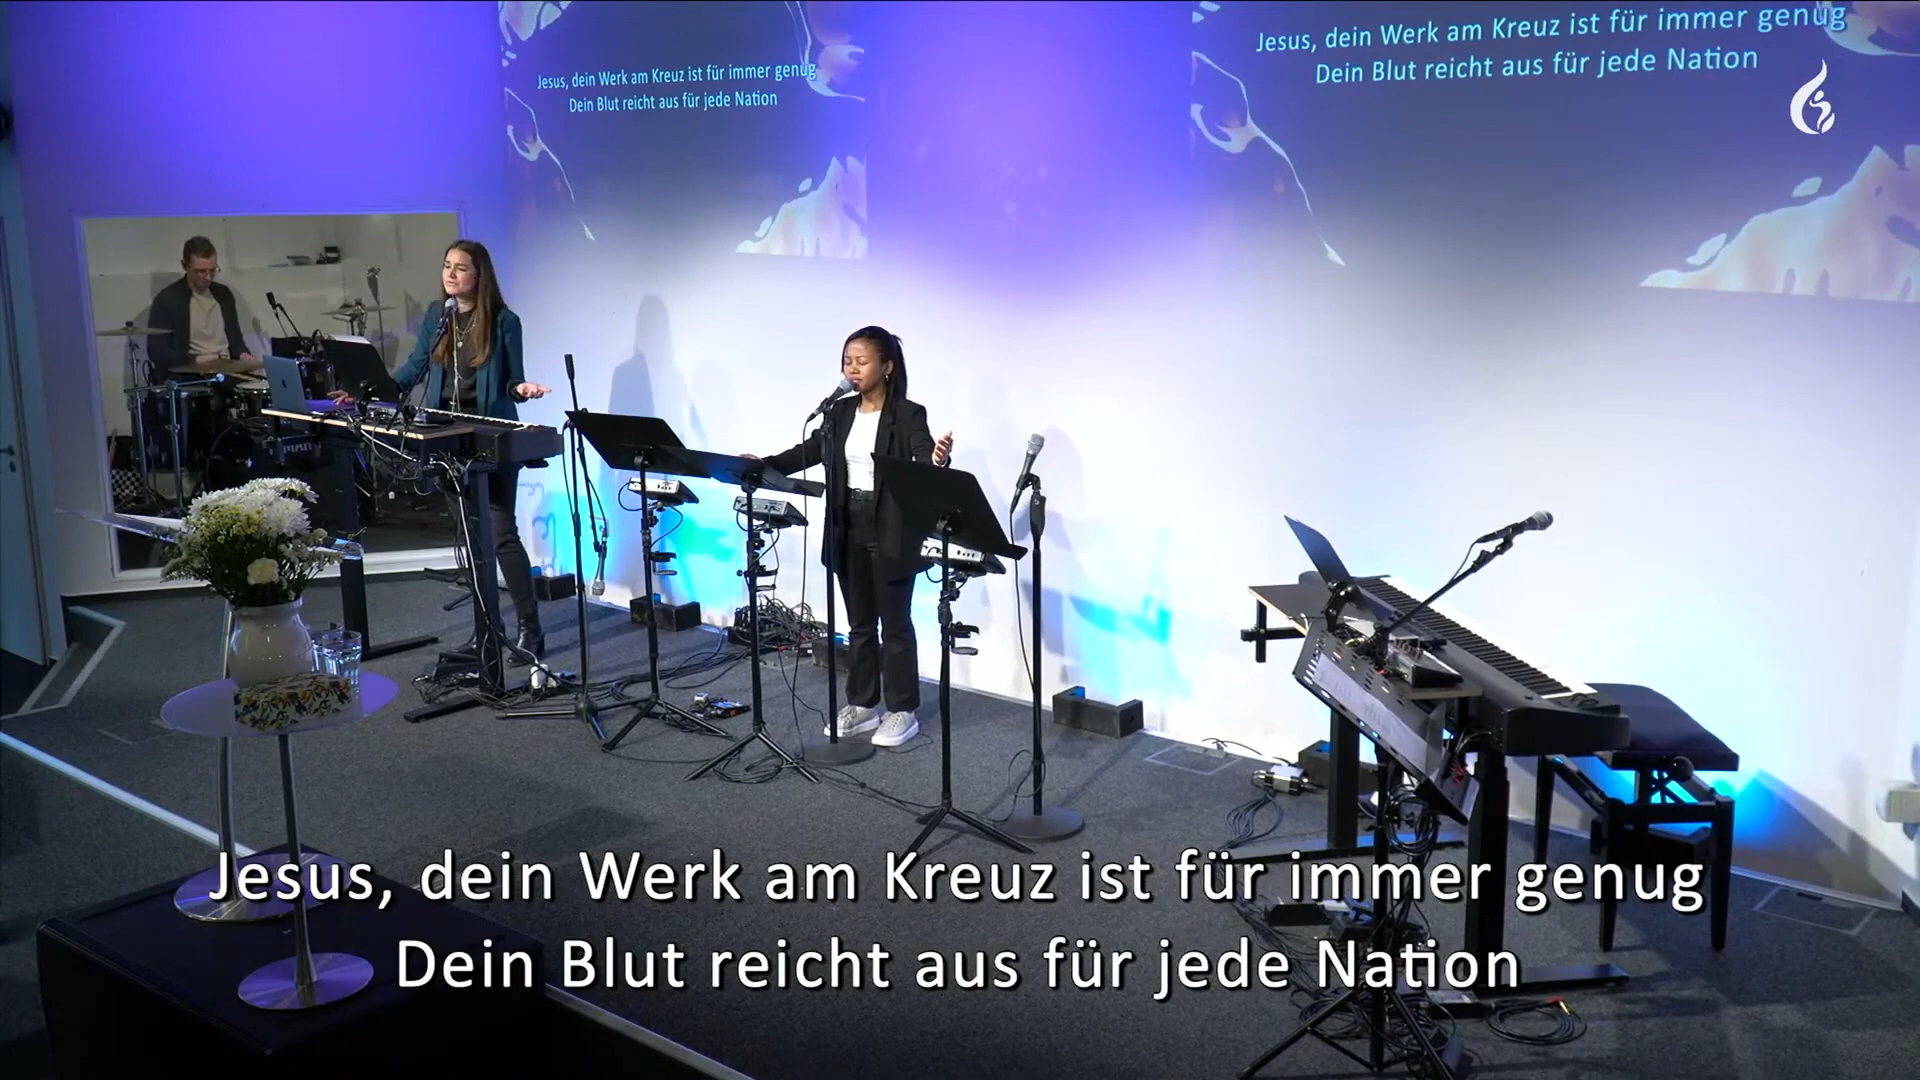 Jesus, dein Werk am Kreuz ist für immer genug
Dein Blut reicht aus für jede Nation
Jesus, dein Werk am Kreuz ist für immer genug
Dein Blut reicht aus für jede Nation
Jesus, dein Werk am Kreuz ist für immer genug
Dein Blut reicht aus für jede Nation